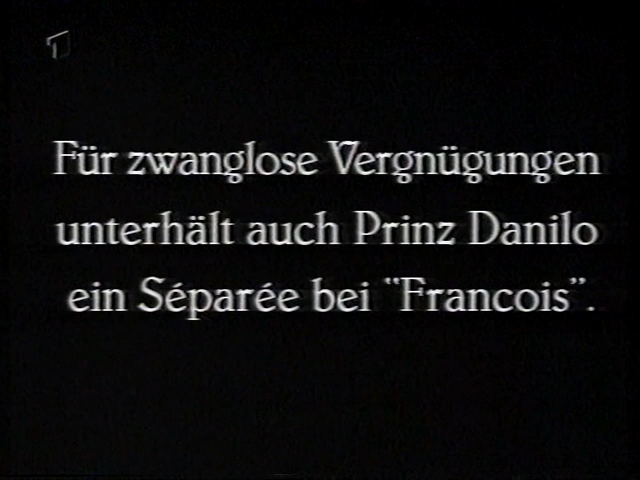 Für zwanglose Vergnügungen
unterhält auch Prinz Danilo
ein Séparée bei "Francois".